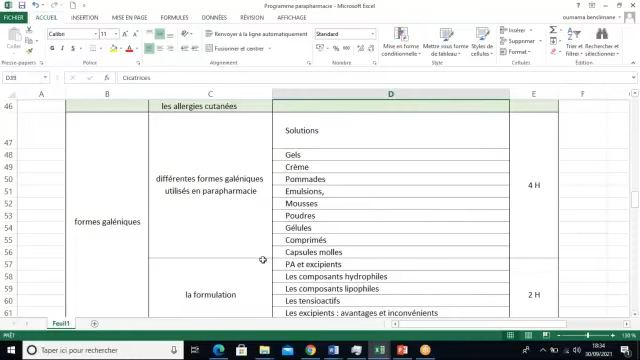 Programme parapharmacie - Microsoft Excel
FICHIER ACCUEIL INSERTION MISE EN PAGE FORMULES DONNÉES RÉVISION AFFICHAGE oumama benslimane
Coller
Calibri 11
Renvoyer à la ligne automatiquement
Fusionner et centrer
Standard
Mise en forme conditionnelle
Mettre sous forme de tableau
Styles de cellules
Insérer
Supprimer
Format
Trier et filtrer
Rechercher et sélectionner
Presse-papiers Police Alignement Nombre Style Cellules Édition
D39 fx Cicatrices
A B C D E F G
46 les allergies cutanées
47 Solutions
48 Gels
49 Crème
50 différentes formes galéniques utilisés en parapharmacie Pommades 4 H
51 Emulsions,
52 Mousses
53 formes galéniques Poudres
54 Gélules
55 Comprimés
56 Capsules molles
57 PA et excipients
58 Les composants hydrophiles
59 la formulation Les composants lipophiles 2 H
60 Les tensioactifs
61 Les excipients : avantages et inconvénients
Feuil1
PRÊT 130 %
Taper ici pour rechercher
18:34
30/09/2021